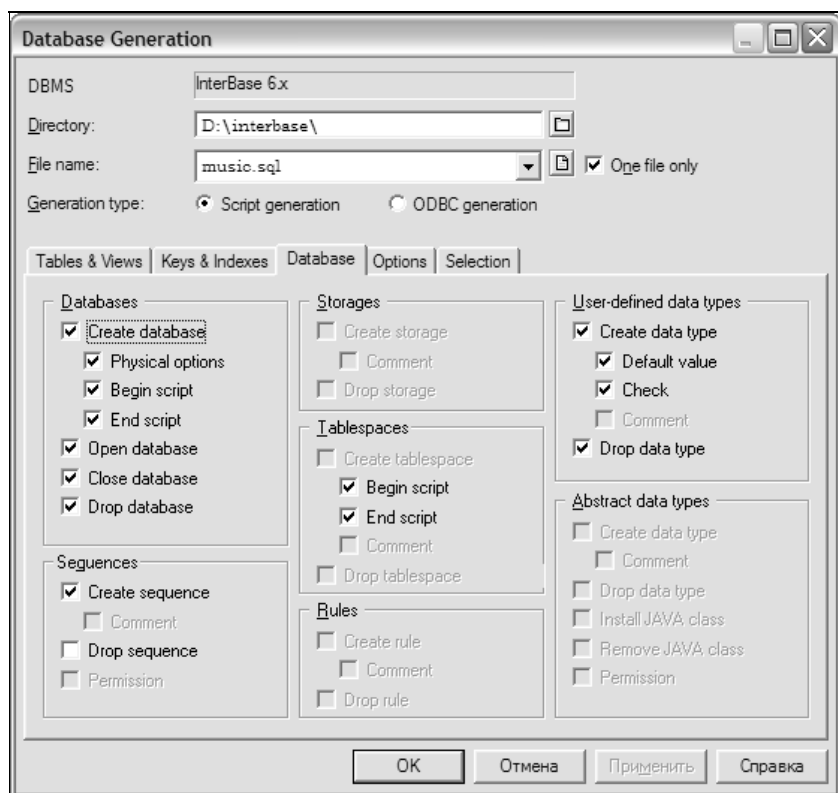 Database Generation
DBMS
InterBase 6.x
Directory:
D:\interbase\
File name:
music.sql
One file only
Generation type:
Script generation
ODBC generation
Tables & Views
Keys & Indexes
Database
Options
Selection
Databases
Create database
Physical options
Begin script
End script
Open database
Close database
Drop database
Sequences
Create sequence
Comment
Drop sequence
Permission
Storages
Create storage
Comment
Drop storage
Tablespaces
Create tablespace
Begin script
End script
Comment
Drop tablespace
Rules
Create rule
Comment
Drop rule
User-defined data types
Create data type
Default value
Check
Comment
Drop data type
Abstract data types
Create data type
Comment
Drop data type
Install JAVA class
Remove JAVA class
Permission
OK
Отмена
Применить
Справка